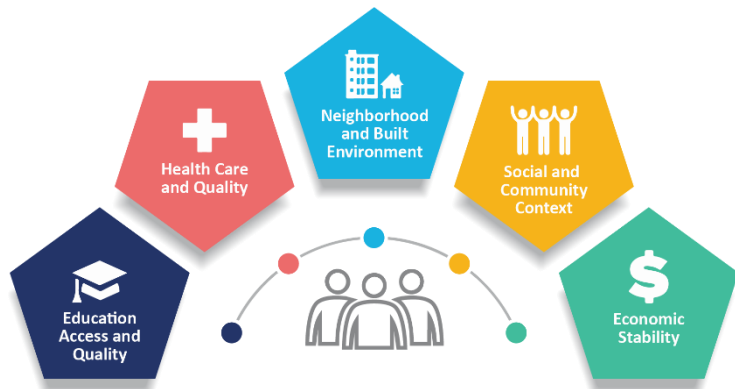 Education
Access and
Quality
Health Care
and Quality
Neighborhood
and Built
Environment
Social and
Community
Context
$
Economic
Stability